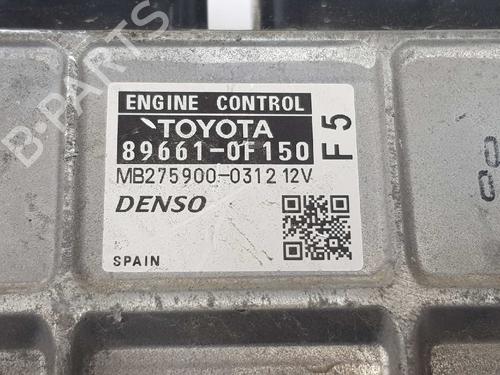 ENGINE CONTROL
TOYOTA
89661-0F150
F5
MB275900-0312 12V
DENSO
SPAIN
B-PARTS